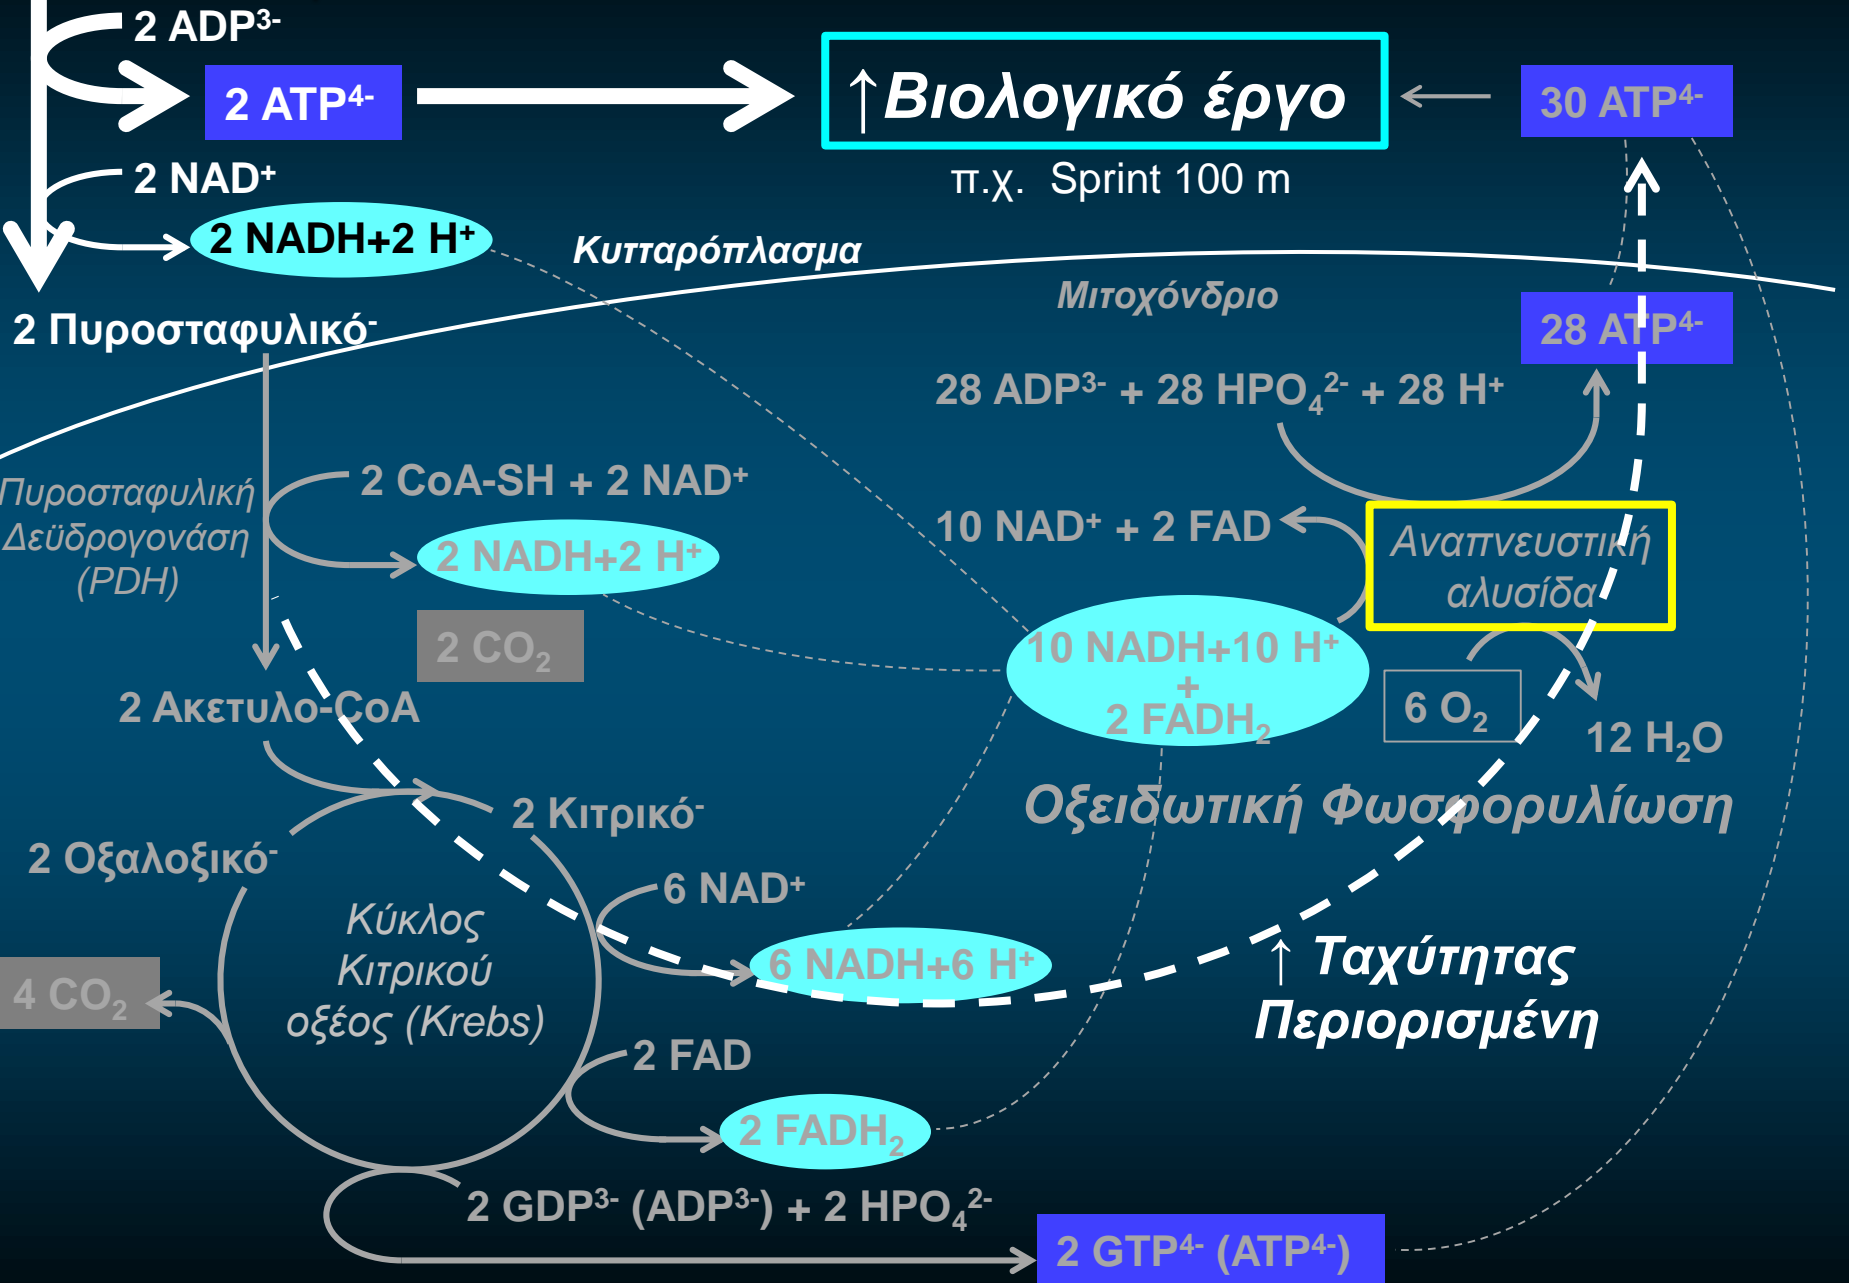 2 ADP³⁻
2 ATP⁴⁻
↑Βιολογικό έργο
30 ATP⁴⁻
π.χ. Sprint 100 m
2 NAD⁺
2 NADH+2 H⁺
Κυτταρόπλασμα
Μιτοχόνδριο
2 Πυροσταφυλικό⁻
28 ATP⁴⁻
28 ADP³⁻ + 28 HPO₄²⁻ + 28 H⁺
Πυροσταφυλική
Δεϋδρογονάση
(PDH)
2 CoA-SH + 2 NAD⁺
2 NADH+2 H⁺
2 CO₂
10 NAD⁺ + 2 FAD
Αναπνευστική
αλυσίδα
10 NADH+10 H⁺
+
2 FADH₂
6 O₂
12 H₂O
2 Ακετυλο-CoA
Οξειδωτική Φωσφορυλίωση
2 Κιτρικό⁻
2 Οξαλοξικό⁻
6 NAD⁺
Κύκλος
Κιτρικού
οξέος (Krebs)
6 NADH+6 H⁺
↑ Ταχύτητας
Περιορισμένη
4 CO₂
2 FAD
2 FADH₂
2 GDP³⁻ (ADP³⁻) + 2 HPO₄²⁻
2 GTP⁴⁻ (ATP⁴⁻)